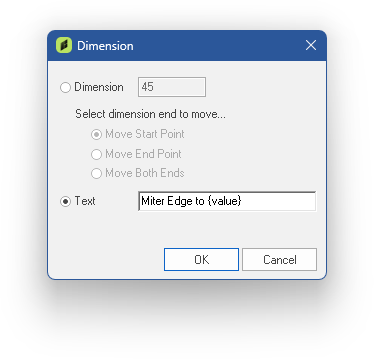 Dimension
Dimension 45
Select dimension end to move...
Move Start Point
Move End Point
Move Both Ends
Text Miter Edge to {value}
OK Cancel